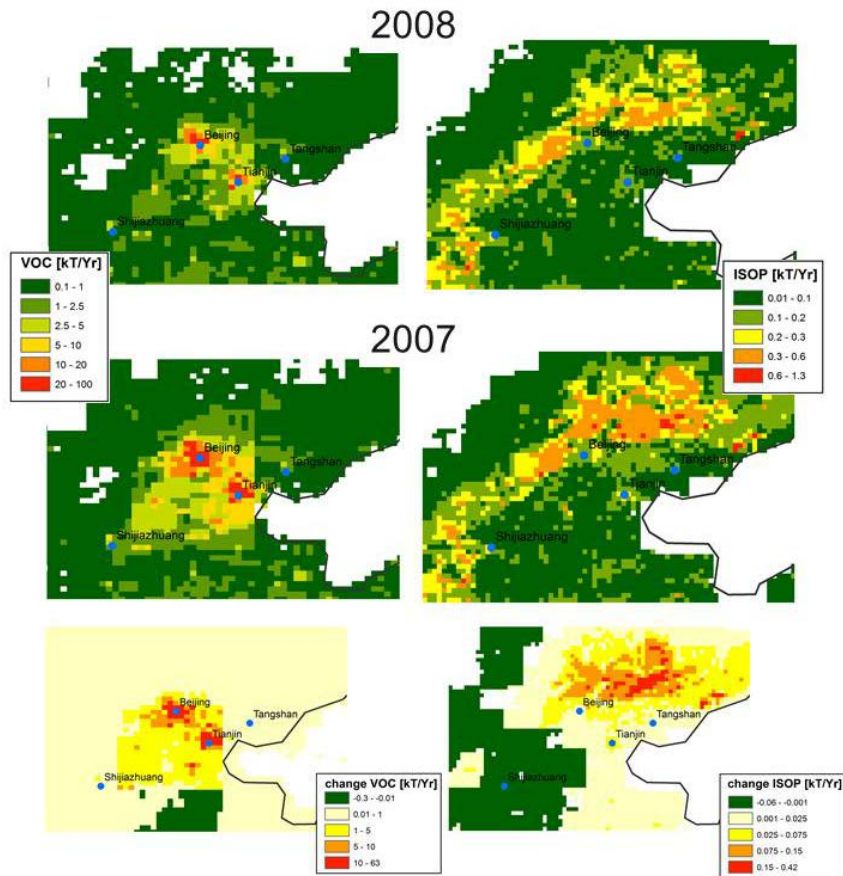 2008
Beijing
Tangshan
Tianjin
Shijiazhuang
Beijing
Tangshan
Tianjin
Shijiazhuang
VOC [kT/Yr]
0.1 - 1
1 - 2.5
2.5 - 5
5 - 10
10 - 20
20 - 100
ISOP [kT/Yr]
0.01 - 0.1
0.1 - 0.2
0.2 - 0.3
0.3 - 0.6
0.6 - 1.3
2007
Beijing
Tangshan
Tianjin
Shijiazhuang
Beijing
Tangshan
Tianjin
Shijiazhuang
Beijing
Tangshan
Tianjin
Shijiazhuang
change VOC [kT/Yr]
-0.3 - -0.01
0.01 - 1
1 - 5
5 - 10
10 - 63
Beijing
Tangshan
Tianjin
Shijiazhuang
change ISOP [kT/Yr]
-0.06 - -0.001
0.001 - 0.025
0.025 - 0.075
0.075 - 0.15
0.15 - 0.42